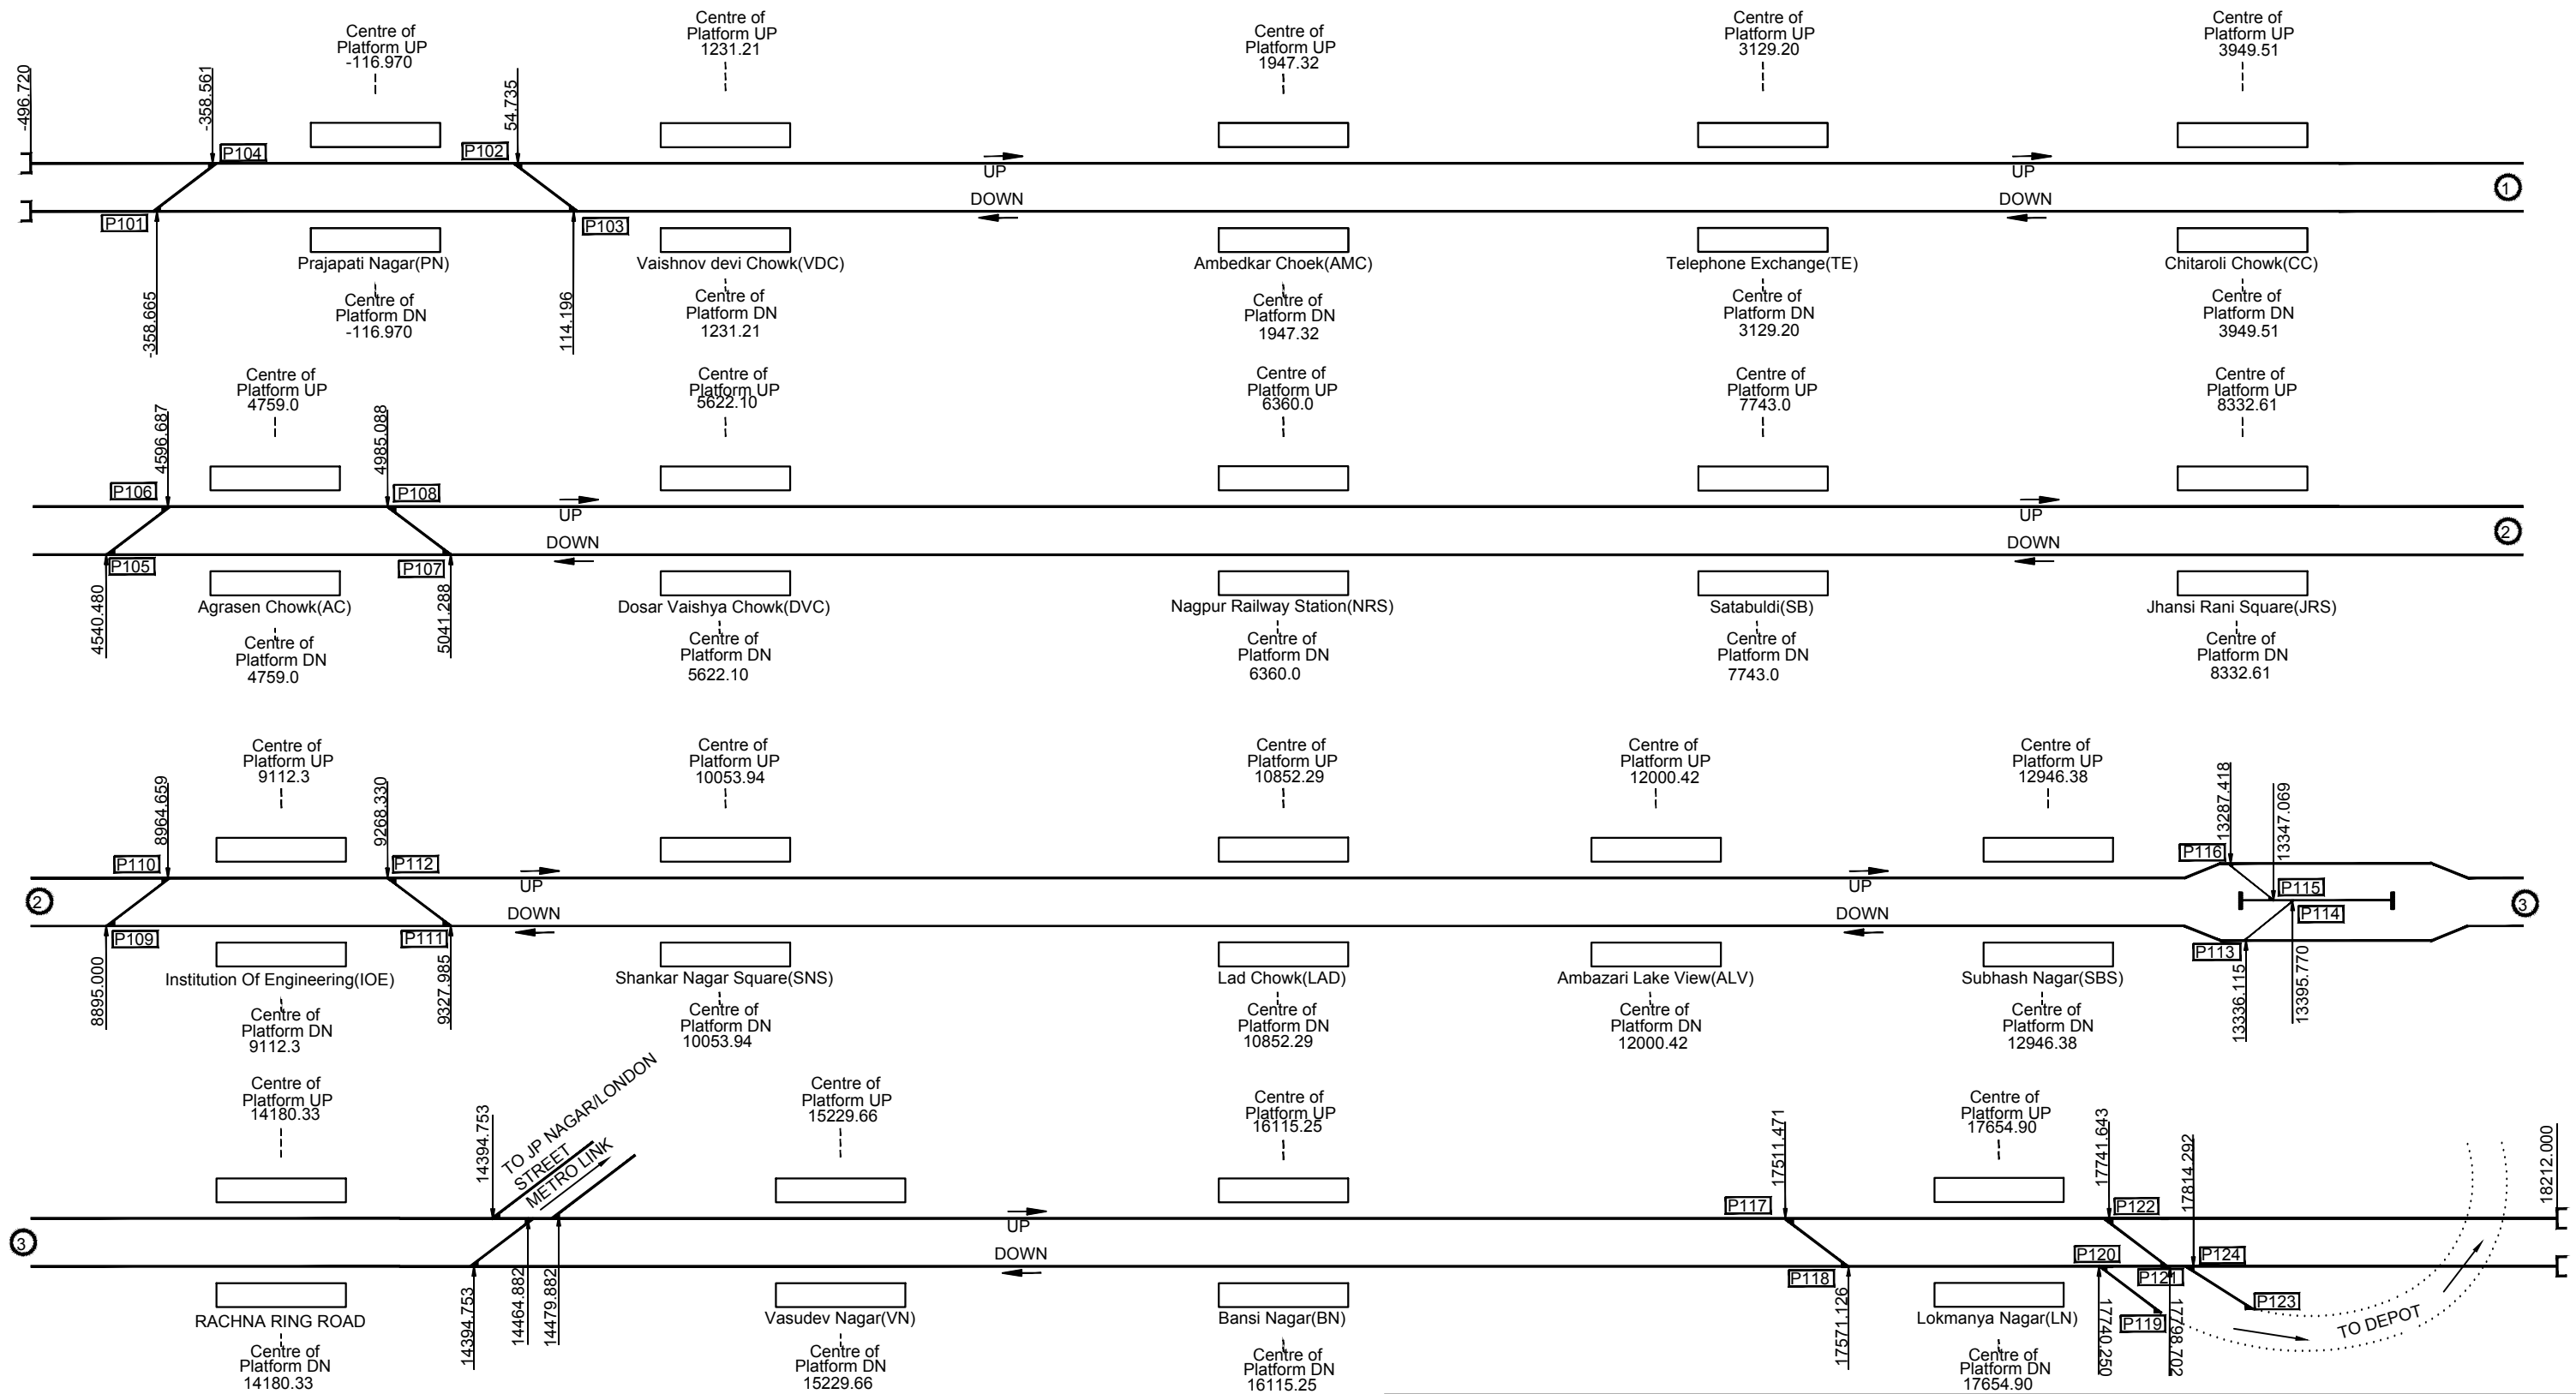 Centre of
Platform UP
-116.970
Centre of
Platform UP
1231.21
Centre of
Platform UP
1947.32
Centre of
Platform UP
3129.20
Centre of
Platform UP
3949.51
-496.720
-358.561
54.735
P104
P102
UP
UP
DOWN
DOWN
1
P101
P103
Prajapati Nagar(PN)
Vaishnov devi Chowk(VDC)
Ambedkar Choek(AMC)
Telephone Exchange(TE)
Chitaroli Chowk(CC)
-358.665
114.196
Centre of
Platform DN
-116.970
Centre of
Platform DN
1231.21
Centre of
Platform DN
1947.32
Centre of
Platform DN
3129.20
Centre of
Platform DN
3949.51
Centre of
Platform UP
4759.0
Centre of
Platform UP
5622.10
Centre of
Platform UP
6360.0
Centre of
Platform UP
7743.0
Centre of
Platform UP
8332.61
4596.687
4985.088
P106
P108
UP
UP
DOWN
DOWN
2
P105
P107
Agrasen Chowk(AC)
Dosar Vaishya Chowk(DVC)
Nagpur Railway Station(NRS)
Satabuldi(SB)
Jhansi Rani Square(JRS)
4540.480
5041.288
Centre of
Platform DN
4759.0
Centre of
Platform DN
5622.10
Centre of
Platform DN
6360.0
Centre of
Platform DN
7743.0
Centre of
Platform DN
8332.61
Centre of
Platform UP
9112.3
Centre of
Platform UP
10053.94
Centre of
Platform UP
10852.29
Centre of
Platform UP
12000.42
Centre of
Platform UP
12946.38
8964.659
9268.330
13287.418
13347.069
P110
P112
P116
UP
UP
P115
2
DOWN
DOWN
P114
3
P109
P111
P113
Institution Of Engineering(IOE)
Shankar Nagar Square(SNS)
Lad Chowk(LAD)
Ambazari Lake View(ALV)
Subhash Nagar(SBS)
8895.000
9327.985
13336.115
13395.770
Centre of
Platform DN
9112.3
Centre of
Platform DN
10053.94
Centre of
Platform DN
10852.29
Centre of
Platform DN
12000.42
Centre of
Platform DN
12946.38
Centre of
Platform UP
14180.33
Centre of
Platform UP
15229.66
Centre of
Platform UP
16115.25
Centre of
Platform UP
17654.90
14394.753
TO JP NAGAR/LONDON
STREET
METRO LINK
17511.471
17741.643
17814.292
18212.000
P117
P122
UP
3
DOWN
P120
P124
P118
P121
P123
P119
RACHNA RING ROAD
Vasudev Nagar(VN)
Bansi Nagar(BN)
Lokmanya Nagar(LN)
TO DEPOT
14394.753
14464.882
14479.882
17571.126
17740.250
17798.702
Centre of
Platform DN
14180.33
Centre of
Platform DN
15229.66
Centre of
Platform DN
16115.25
Centre of
Platform DN
17654.90